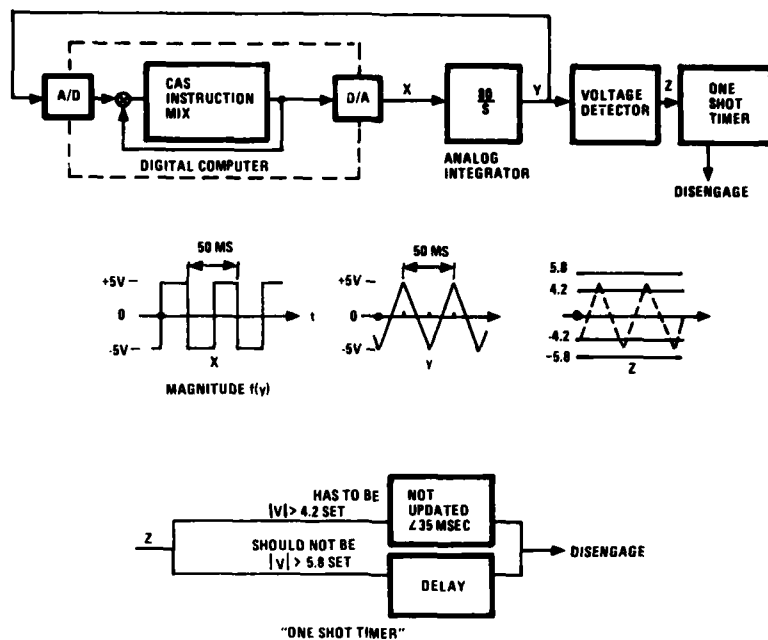 A/D
CAS
INSTRUCTION
MIX
D/A
X
80
S
Y
VOLTAGE
DETECTOR
Z
ONE
SHOT
TIMER
DIGITAL COMPUTER
ANALOG
INTEGRATOR
DISENGAGE
50 MS
+5V
0
-5V
t
X
MAGNITUDE f(y)
50 MS
+5V
0
-5V
Y
5.8
4.2
-4.2
-5.8
Z
Z
HAS TO BE
|V| > 4.2 SET
NOT
UPDATED
∠35 MSEC
SHOULD NOT BE
|V| > 5.8 SET
DELAY
DISENGAGE
"ONE SHOT TIMER"